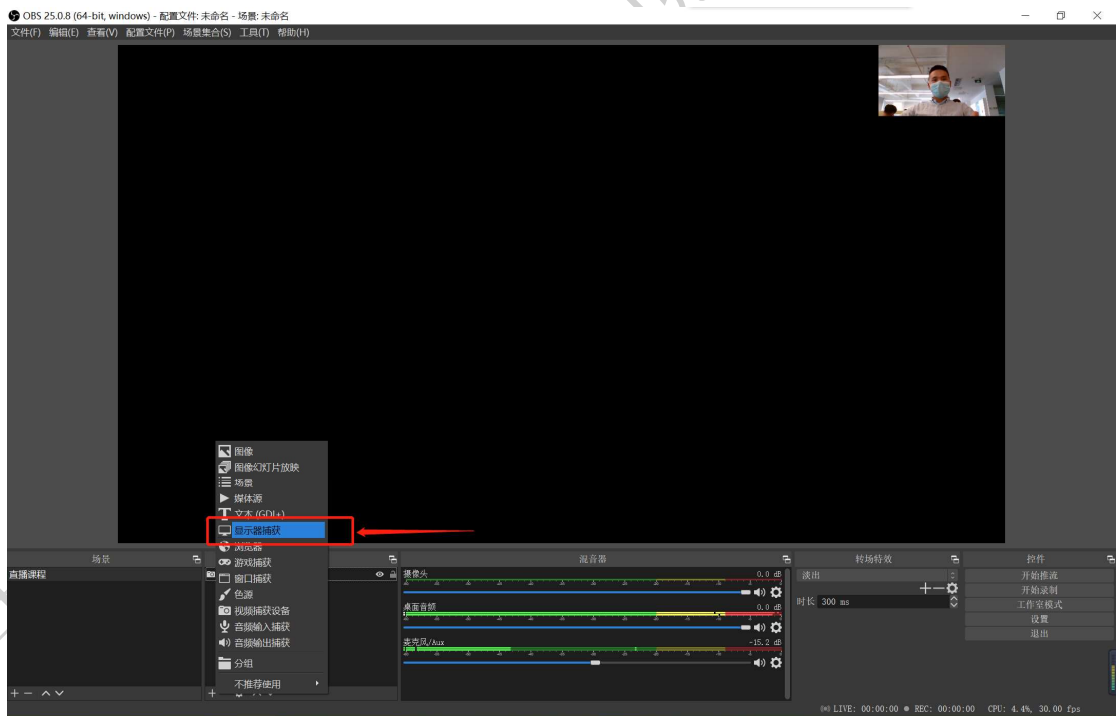 OBS 25.0.8 (64-bit, windows) - 配置文件: 未命名 - 场景: 未命名
文件(F) 编辑(E) 查看(V) 配置文件(P) 场景集合(S) 工具(T) 帮助(H)
图像
图像幻灯片放映
场景
媒体源
文本 (GDI+)
显示器捕获
浏览器
游戏捕获
窗口捕获
色源
视频捕获设备
音频输入捕获
音频输出捕获
分组
不推荐使用
场景
直播课程
混音器
摄像头
0.0 dB
桌面音频
0.0 dB
麦克风/Aux
-15.2 dB
转场特效
淡出
时长 300 ms
控件
开始推流
开始录制
工作室模式
设置
退出
LIVE: 00:00:00 REC: 00:00:00 CPU: 4.4%, 30.00 fps